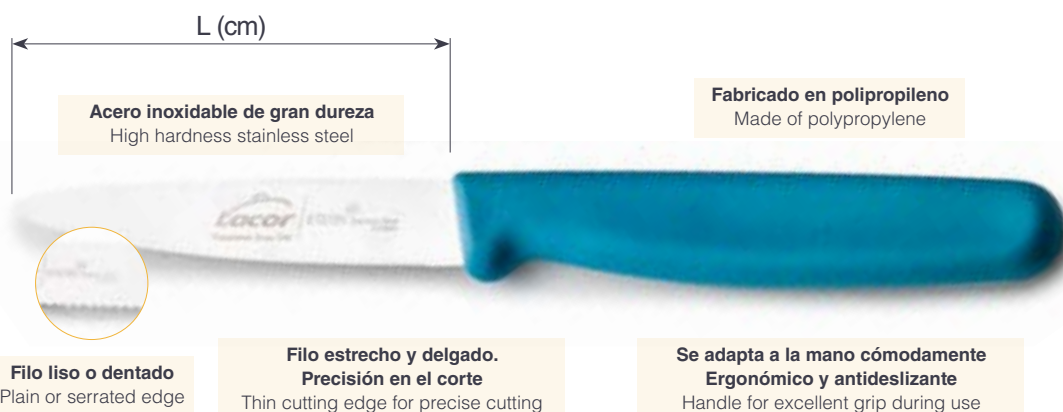 L (cm)
Acero inoxidable de gran dureza
High hardness stainless steel
Fabricado en polipropileno
Made of polypropylene
Lacor
Filo liso o dentado
Plain or serrated edge
Filo estrecho y delgado.
Precisión en el corte
Thin cutting edge for precise cutting
Se adapta a la mano cómodamente
Ergonómico y antideslizante
Handle for excellent grip during use